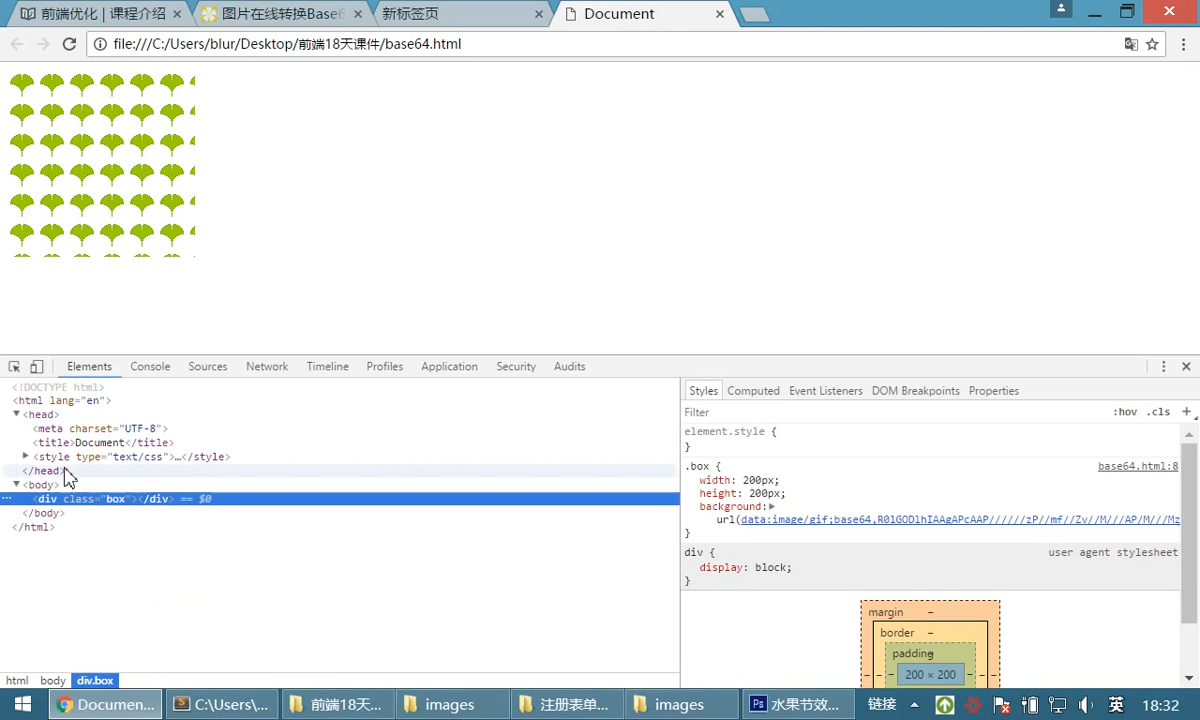 前端优化 | 课程介绍
图片在线转换Base6
新标签页
Document
file:///C:/Users/blur/Desktop/前端18天课件/base64.html
Elements Console Sources Network Timeline Profiles Application Security Audits
<!DOCTYPE html>
<html lang="en">
<head>
<meta charset="UTF-8">
<title>Document</title>
<style type="text/css">…</style>
</head>
<body>
<div class="box"></div> == $0
</body>
</html>
html body div.box
Styles Computed Event Listeners DOM Breakpoints Properties
Filter :hov .cls +
element.style {
}
.box { base64.html:8
width: 200px;
height: 200px;
background:
url(data:image/gif;base64,R0lGODlhIAAgAPcAAP//////zP//mf//Zv//M///AP/M///Mz
}
div { user agent stylesheet
display: block;
}
margin –
border –
padding
200 × 200
Documen...
C:\Users\...
前端18天...
images
注册表单...
images
水果节效...
链接
英
18:32